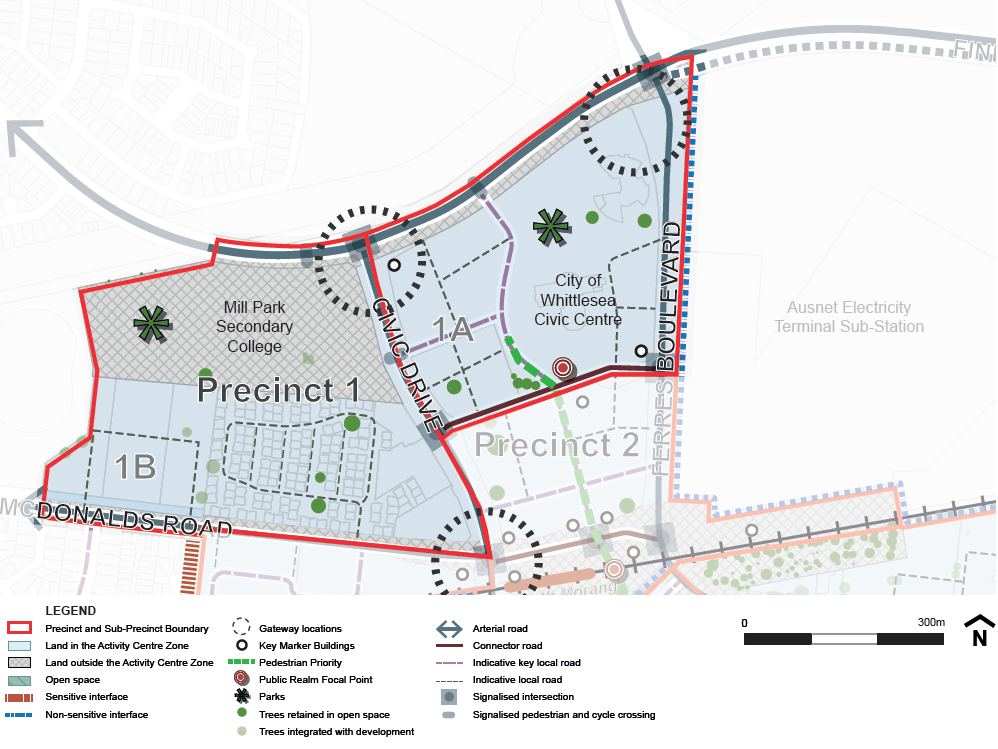 FIN
Mill Park
Secondary
College
Precinct 1
1B
1A
CIVIC DRIVE
City of
Whittlesea
Civic Centre
BOULEVARD
FERRES
Ausnet Electricity
Terminal Sub-Station
Precinct 2
MCDONALDS ROAD
Morang
LEGEND
Precinct and Sub-Precinct Boundary
Land in the Activity Centre Zone
Land outside the Activity Centre Zone
Open space
Sensitive interface
Non-sensitive interface
Gateway locations
Key Marker Buildings
Pedestrian Priority
Public Realm Focal Point
Parks
Trees retained in open space
Trees integrated with development
Arterial road
Connector road
Indicative key local road
Indicative local road
Signalised intersection
Signalised pedestrian and cycle crossing
0 300m
N